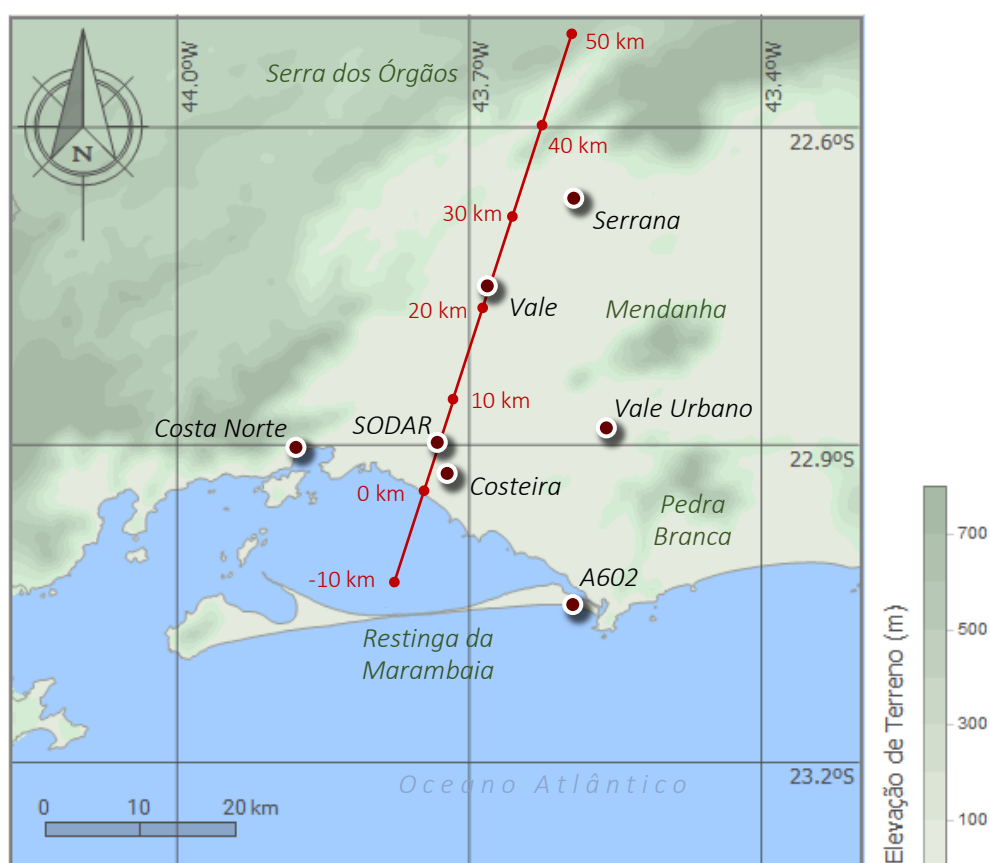 50 km
Serra dos Órgãos
44.0ºW
43.7ºW
43.4ºW
N
22.6ºS
40 km
30 km
Serrana
20 km
Vale
Mendanha
10 km
Vale Urbano
Costa Norte
SODAR
22.9ºS
0 km
Costeira
Pedra
Branca
-10 km
A602
Restinga da
Marambaia
23.2ºS
Oceano Atlântico
0 10 20 km
Elevação de Terreno (m)
700
500
300
100